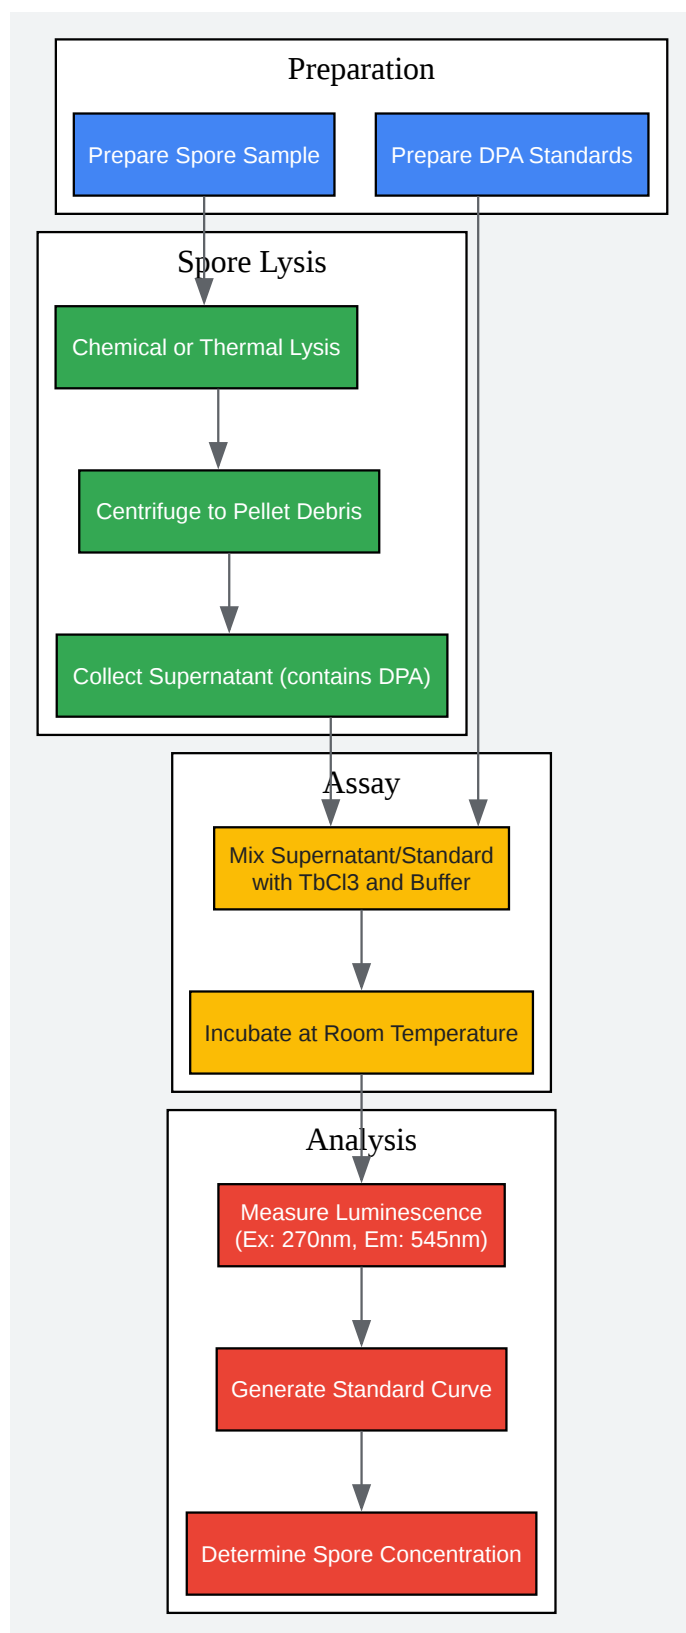 Preparation
Prepare Spore Sample
Prepare DPA Standards
Spore Lysis
Chemical or Thermal Lysis
Centrifuge to Pellet Debris
Collect Supernatant (contains DPA)
Assay
Mix Supernatant/Standard
with TbCl3 and Buffer
Incubate at Room Temperature
Analysis
Measure Luminescence
(Ex: 270nm, Em: 545nm)
Generate Standard Curve
Determine Spore Concentration